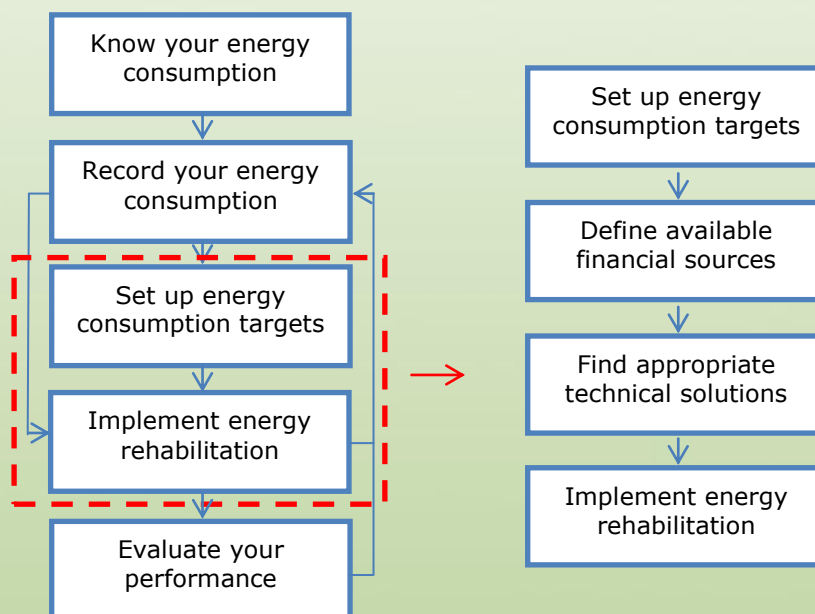 Know your energy
consumption
Record your energy
consumption
Set up energy
consumption targets
Implement energy
rehabilitation
Evaluate your
performance
Set up energy
consumption targets
Define available
financial sources
Find appropriate
technical solutions
Implement energy
rehabilitation